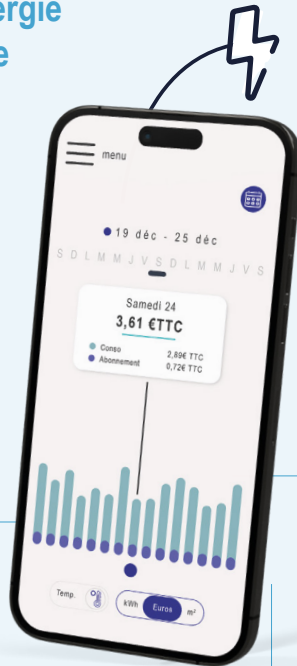 ergie
e
menu
19 déc - 25 déc
S D L M M J V S D L M M J V S
Samedi 24
3,61 €TTC
Conso 2,89€ TTC
Abonnement 0,72€ TTC
Temp. kWh Euros m³